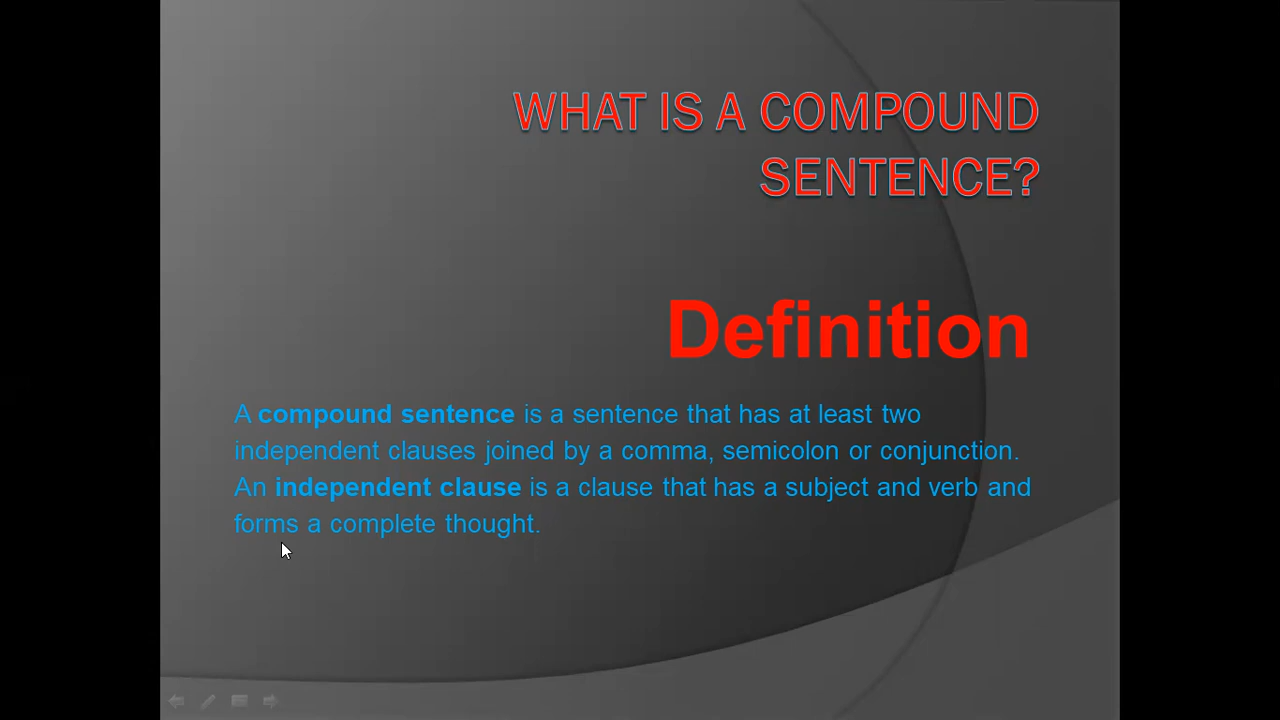 WHAT IS A COMPOUND
SENTENCE?
Definition
A compound sentence is a sentence that has at least two
independent clauses joined by a comma, semicolon or conjunction.
An independent clause is a clause that has a subject and verb and
forms a complete thought.